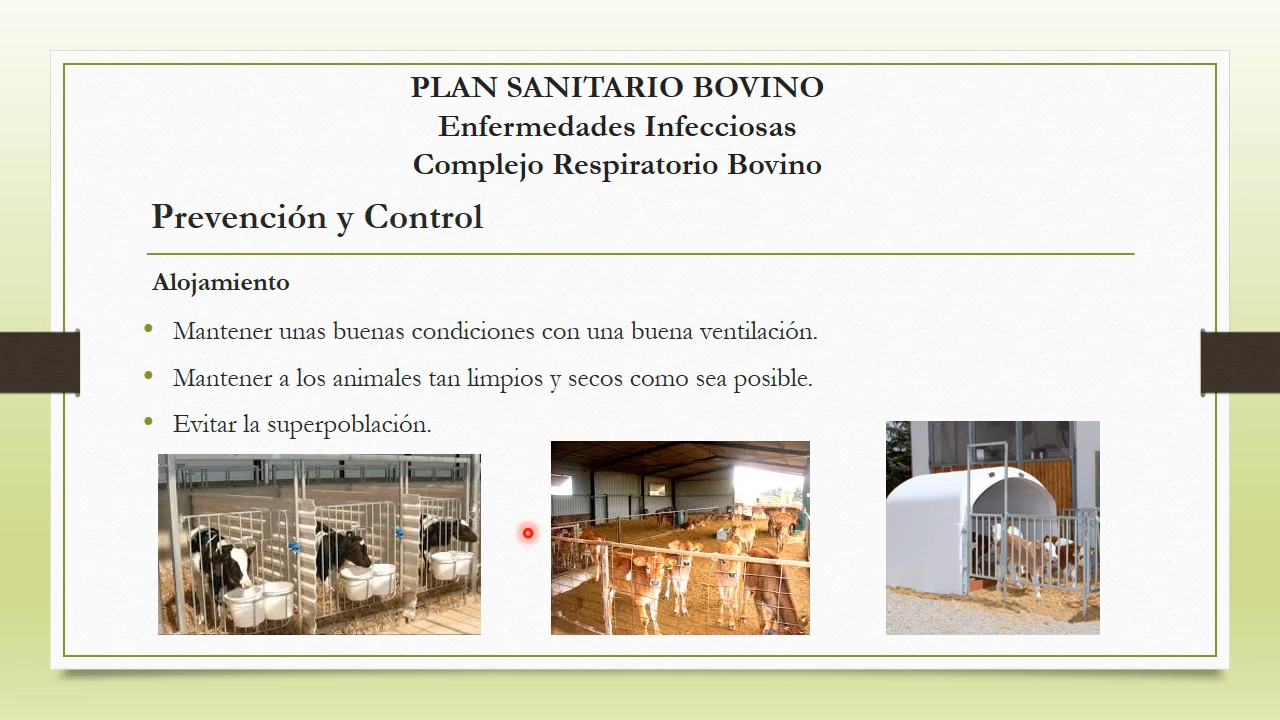 PLAN SANITARIO BOVINO
Enfermedades Infecciosas
Complejo Respiratorio Bovino
Prevención y Control
Alojamiento
• Mantener unas buenas condiciones con una buena ventilación.
• Mantener a los animales tan limpios y secos como sea posible.
• Evitar la superpoblación.